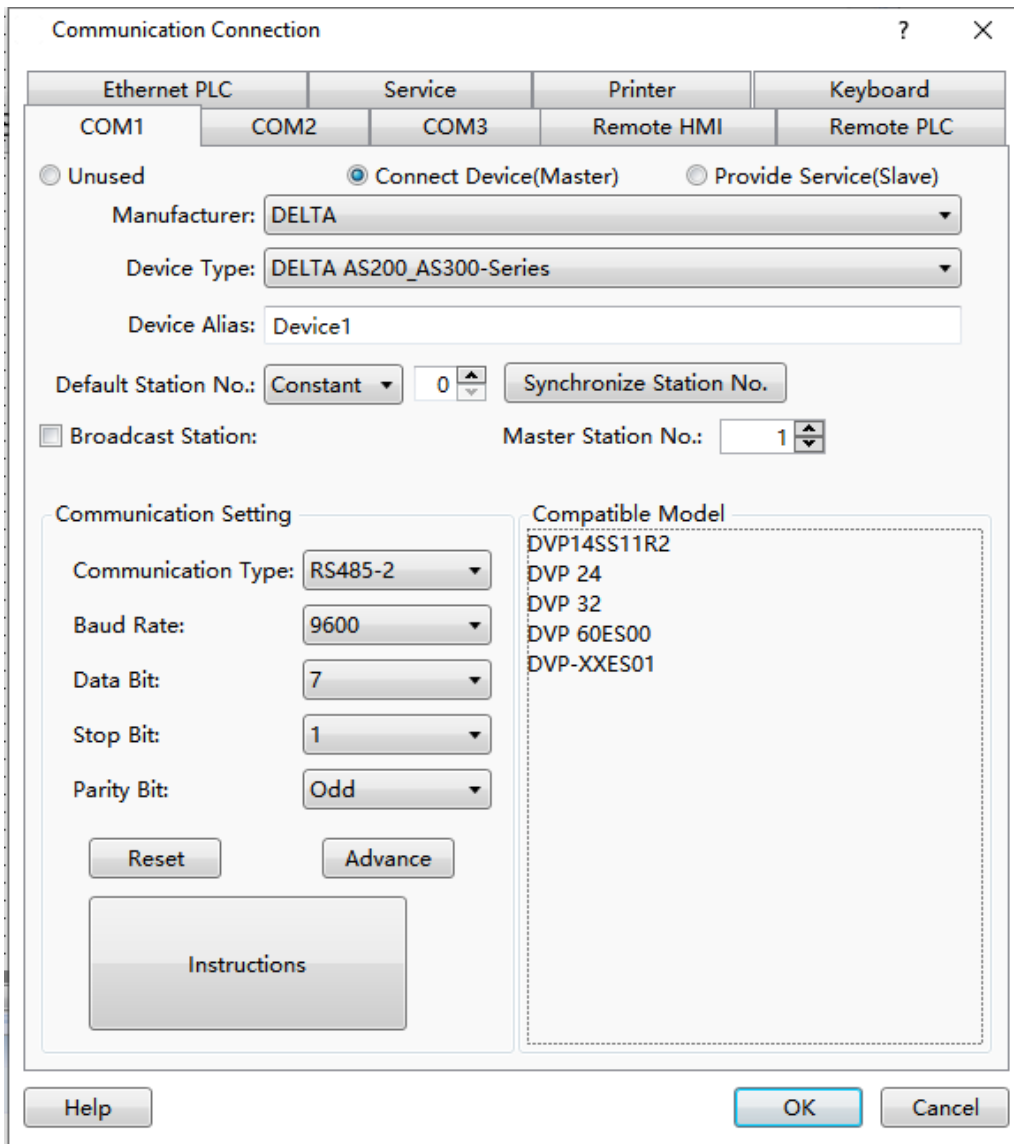 Communication Connection ?
Ethernet PLC Service Printer Keyboard
COM1 COM2 COM3 Remote HMI Remote PLC
Unused Connect Device(Master) Provide Service(Slave)
Manufacturer: DELTA
Device Type: DELTA AS200_AS300-Series
Device Alias: Device1
Default Station No.: Constant 0 Synchronize Station No.
Broadcast Station: Master Station No.: 1
Communication Setting
Communication Type: RS485-2
Baud Rate: 9600
Data Bit: 7
Stop Bit: 1
Parity Bit: Odd
Reset Advance
Instructions
Compatible Model
DVP14SS11R2
DVP 24
DVP 32
DVP 60ES00
DVP-XXES01
Help OK Cancel